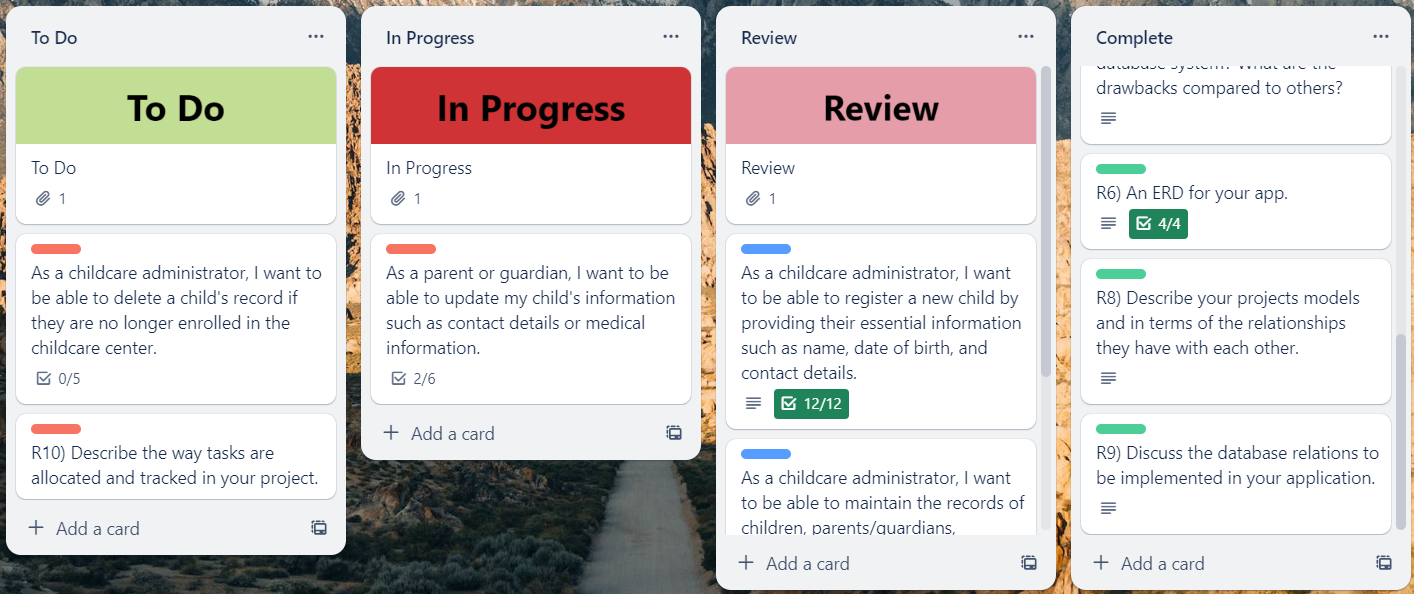 To Do
To Do
To Do
1
As a childcare administrator, I want to
be able to delete a child's record if
they are no longer enrolled in the
childcare center.
0/5
R10) Describe the way tasks are
allocated and tracked in your project.
+ Add a card
In Progress
In Progress
In Progress
1
As a parent or guardian, I want to be
able to update my child's information
such as contact details or medical
information.
2/6
+ Add a card
Review
Review
Review
1
As a childcare administrator, I want
to be able to register a new child by
providing their essential information
such as name, date of birth, and
contact details.
12/12
As a childcare administrator, I want
to be able to maintain the records of
children, parents/guardians,
+ Add a card
Complete
database system? What are the
drawbacks compared to others?
R6) An ERD for your app.
4/4
R8) Describe your projects models
and in terms of the relationships
they have with each other.
R9) Discuss the database relations to
be implemented in your application.
+ Add a card